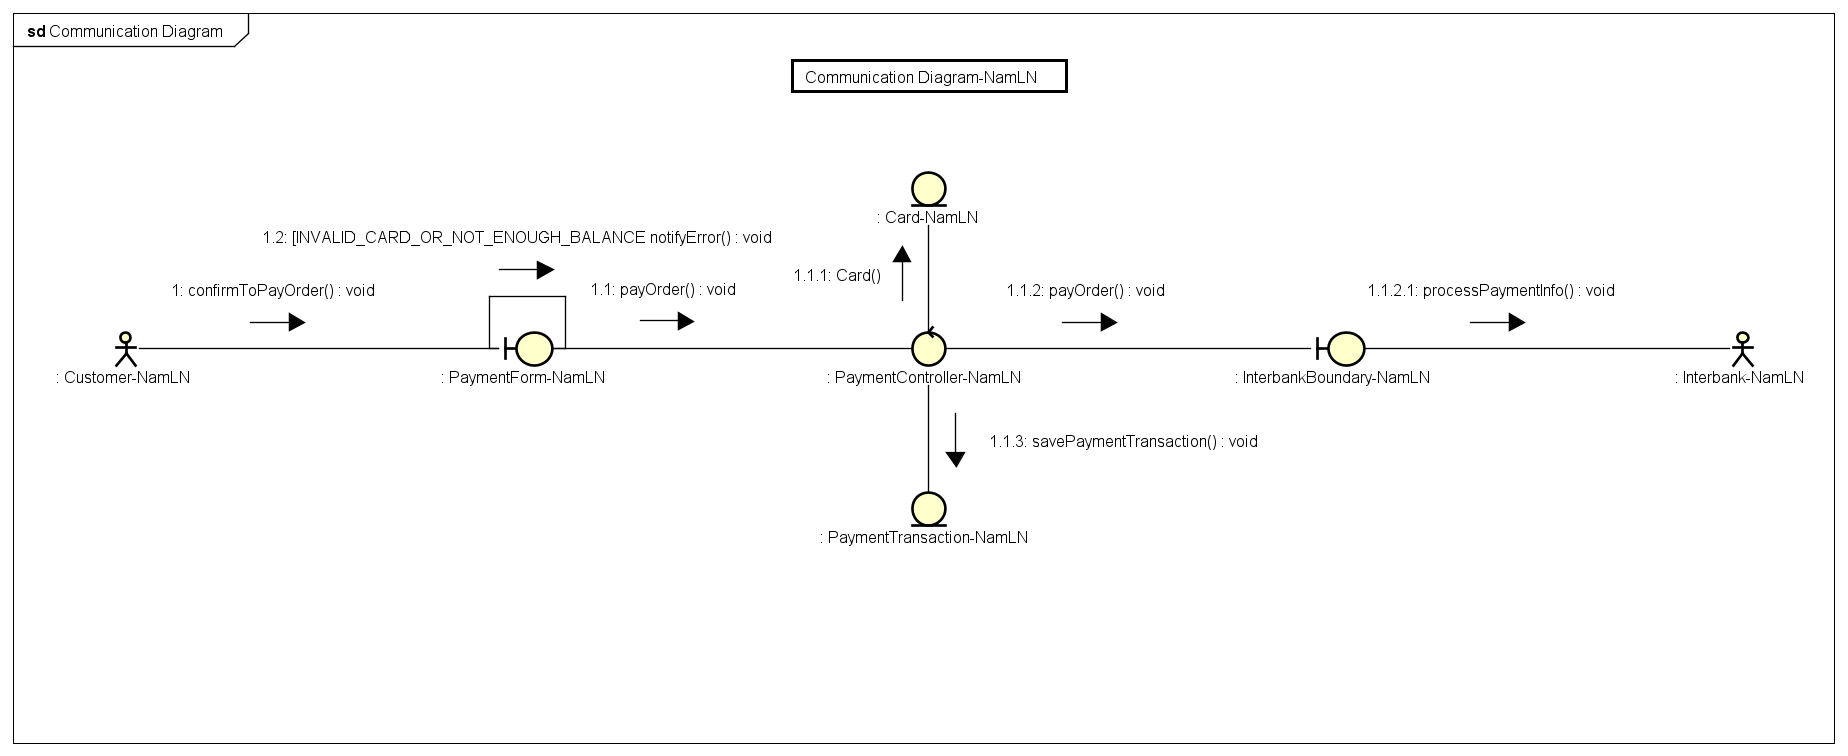 sd Communication Diagram
Communication Diagram-NamLN
: Card-NamLN
1.2: [INVALID_CARD_OR_NOT_ENOUGH_BALANCE notifyError() : void
1.1.1: Card()
1: confirmToPayOrder() : void
1.1: payOrder() : void
1.1.2: payOrder() : void
1.1.2.1: processPaymentInfo() : void
: Customer-NamLN
: PaymentForm-NamLN
: PaymentController-NamLN
: InterbankBoundary-NamLN
: Interbank-NamLN
1.1.3: savePaymentTransaction() : void
: PaymentTransaction-NamLN